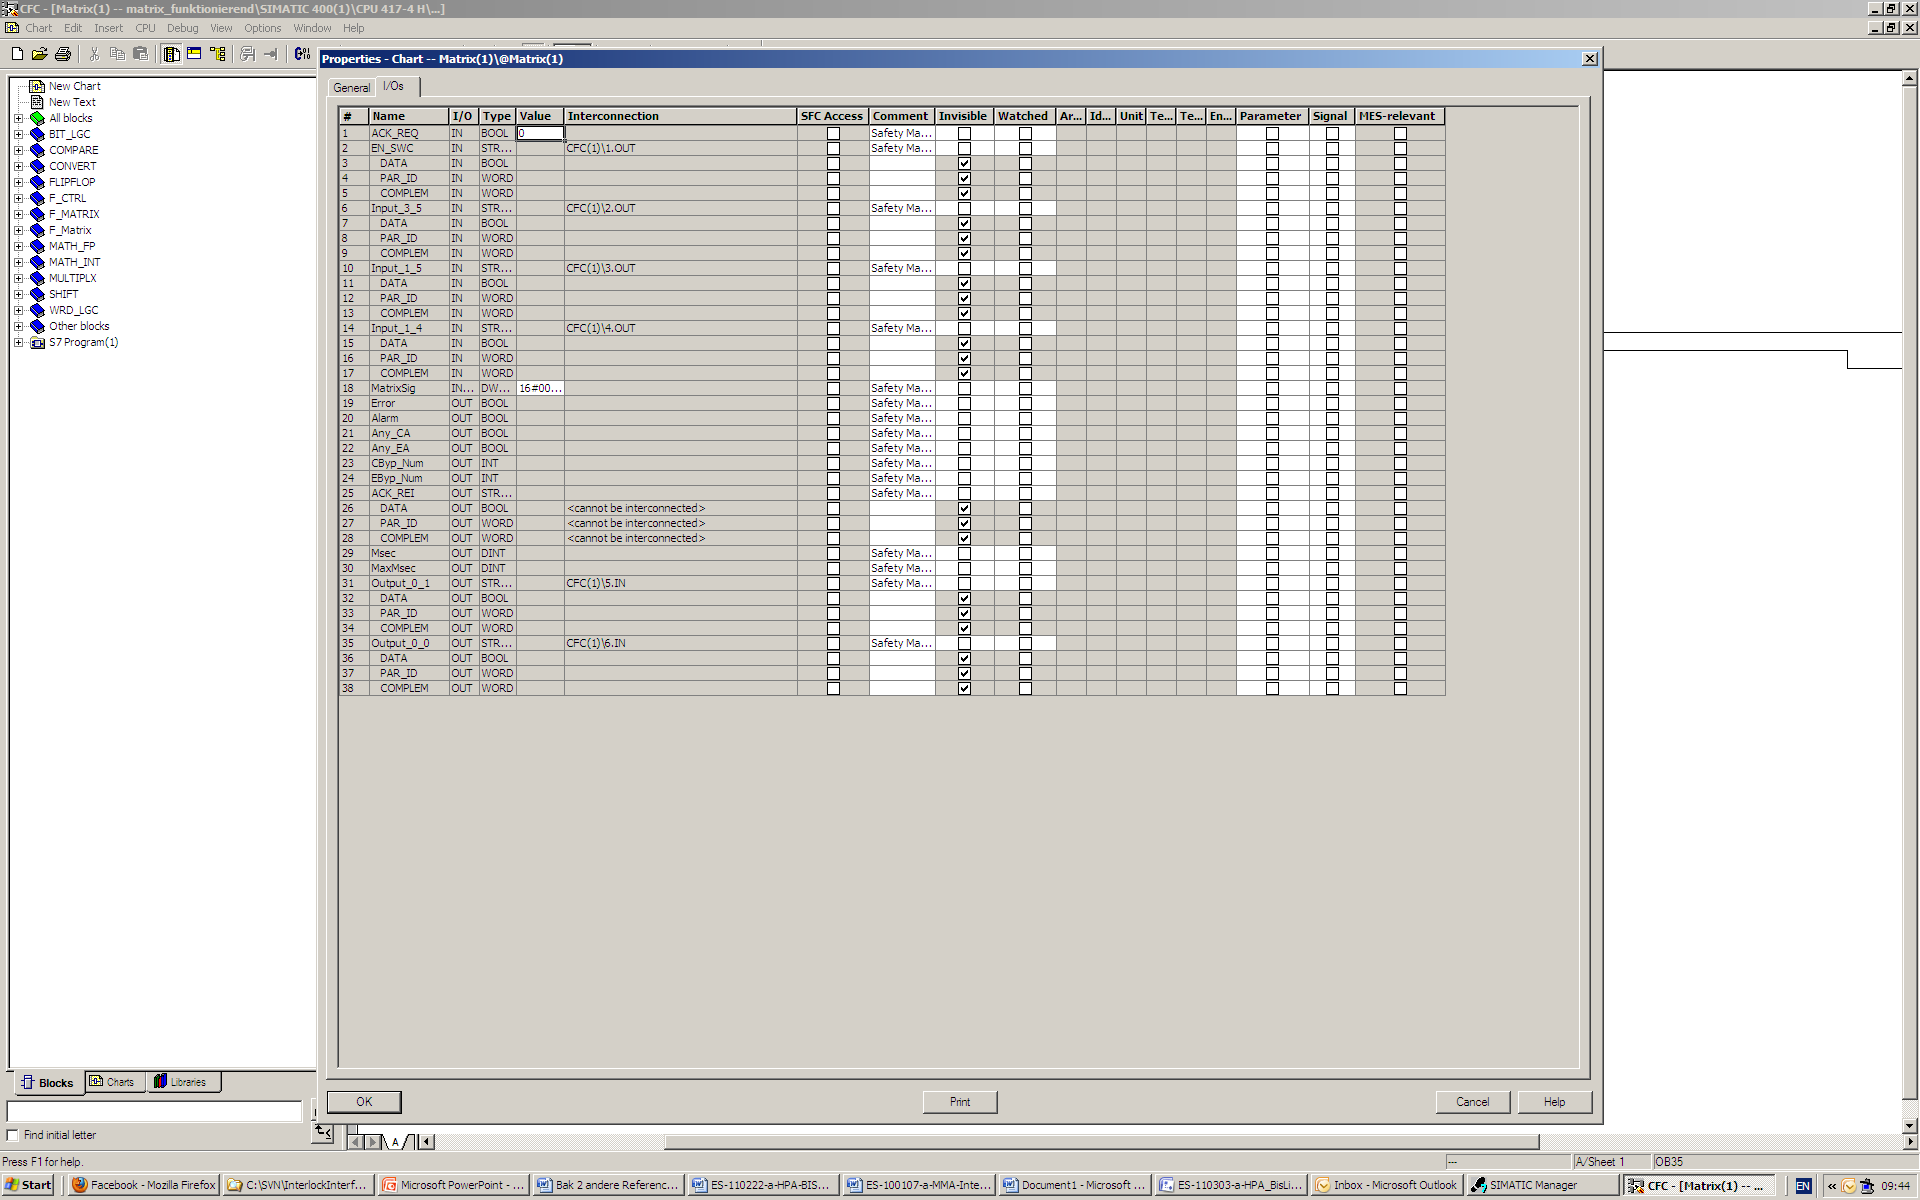 CFC - [Matrix(1) -- matrix_funktionierend\SIMATIC 400(1)\CPU 417-4 H\...]
Chart Edit Insert CPU Debug View Options Window Help
Properties - Chart -- Matrix(1)\@Matrix(1)
General I/Os
New Chart
New Text
All blocks
BIT_LGC
COMPARE
CONVERT
FLIPFLOP
F_CTRL
F_MATRIX
F_Matrix
MATH_FP
MATH_INT
MULTIPLX
SHIFT
WRD_LGC
Other blocks
S7 Program(1)
# Name I/O Type Value Interconnection SFC Access Comment Invisible Watched Ar... Id... Unit Te... Te... En... Parameter Signal MES-relevant
1 ACK_REQ IN BOOL 0 Safety Ma...
2 EN_SWC IN STR... CFC(1)\1.OUT Safety Ma...
3 DATA IN BOOL
4 PAR_ID IN WORD
5 COMPLEM IN WORD
6 Input_3_5 IN STR... CFC(1)\2.OUT Safety Ma...
7 DATA IN BOOL
8 PAR_ID IN WORD
9 COMPLEM IN WORD
10 Input_1_5 IN STR... CFC(1)\3.OUT Safety Ma...
11 DATA IN BOOL
12 PAR_ID IN WORD
13 COMPLEM IN WORD
14 Input_1_4 IN STR... CFC(1)\4.OUT Safety Ma...
15 DATA IN BOOL
16 PAR_ID IN WORD
17 COMPLEM IN WORD
18 MatrixSig IN... DW... 16#00... Safety Ma...
19 Error OUT BOOL Safety Ma...
20 Alarm OUT BOOL Safety Ma...
21 Any_CA OUT BOOL Safety Ma...
22 Any_EA OUT BOOL Safety Ma...
23 CByp_Num OUT INT Safety Ma...
24 EByp_Num OUT INT Safety Ma...
25 ACK_REI OUT STR... Safety Ma...
26 DATA OUT BOOL <cannot be interconnected>
27 PAR_ID OUT WORD <cannot be interconnected>
28 COMPLEM OUT WORD <cannot be interconnected>
29 Msec OUT DINT Safety Ma...
30 MaxMsec OUT DINT Safety Ma...
31 Output_0_1 OUT STR... CFC(1)\5.IN Safety Ma...
32 DATA OUT BOOL
33 PAR_ID OUT WORD
34 COMPLEM OUT WORD
35 Output_0_0 OUT STR... CFC(1)\6.IN Safety Ma...
36 DATA OUT BOOL
37 PAR_ID OUT WORD
38 COMPLEM OUT WORD
Blocks Charts Libraries
OK Print Cancel Help
Find initial letter
A
Press F1 for help.
--- A/Sheet 1 OB35
Start Facebook - Mozilla Firefox C:\SVN\InterlockInterf... Microsoft PowerPoint - ... Bak 2 andere Referenc... ES-110222-a-HPA-BIS... ES-100107-a-MMA-Inte... Document1 - Microsoft ... ES-110303-a-HPA_BisLi... Inbox - Microsoft Outlook SIMATIC Manager CFC - [Matrix(1) -- ... EN « 09:44